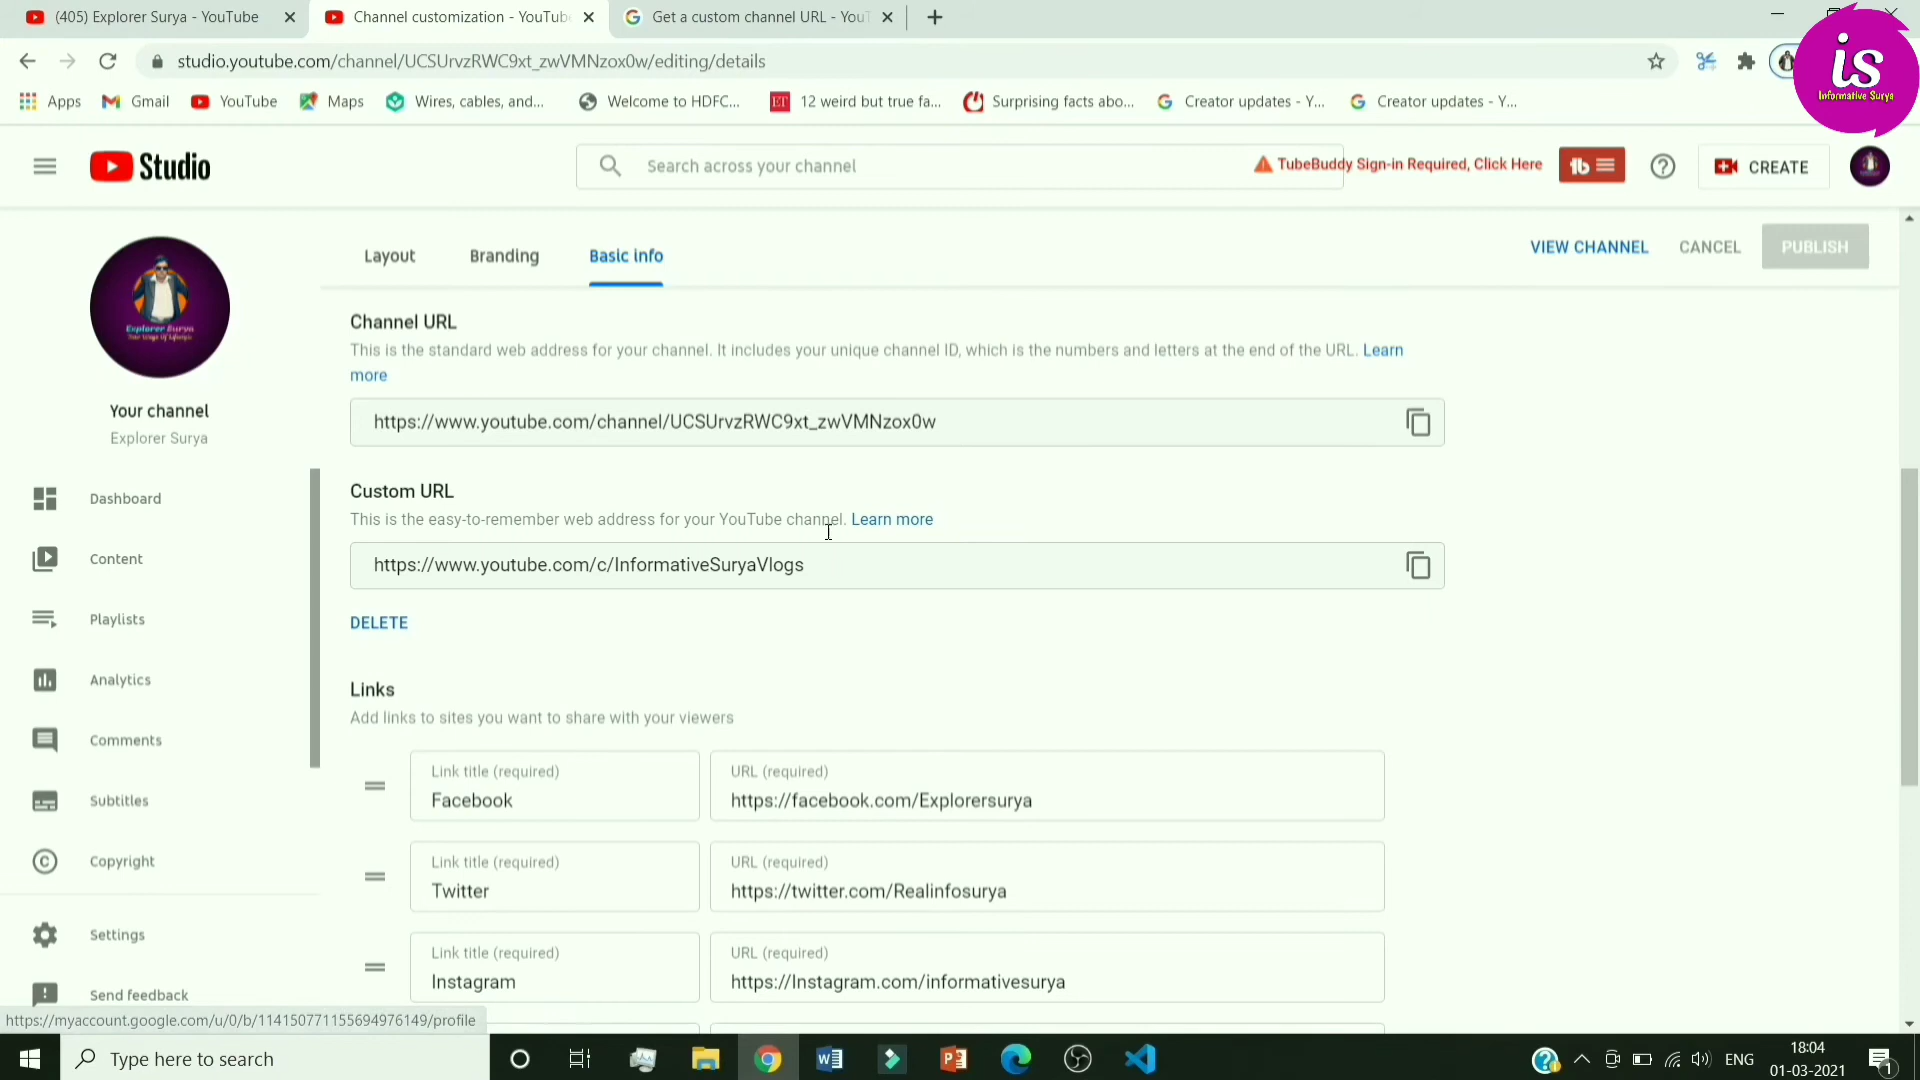 (405) Explorer Surya - YouTube
Channel customization - YouTub
Get a custom channel URL - YouT
studio.youtube.com/channel/UCSUrvzRWC9xt_zwVMNzox0w/editing/details
is
Informative Surya
Apps
Gmail
YouTube
Maps
Wires, cables, and...
Welcome to HDFC...
12 weird but true fa...
Surprising facts abo...
Creator updates - Y...
Creator updates - Y...
Studio
Search across your channel
TubeBuddy Sign-in Required, Click Here
CREATE
Layout
Branding
Basic info
VIEW CHANNEL
CANCEL
PUBLISH
Explorer Surya
Your channel
Explorer Surya
Dashboard
Content
Playlists
Analytics
Comments
Subtitles
Copyright
Settings
Send feedback
Channel URL
This is the standard web address for your channel. It includes your unique channel ID, which is the numbers and letters at the end of the URL. Learn
more
https://www.youtube.com/channel/UCSUrvzRWC9xt_zwVMNzox0w
Custom URL
This is the easy-to-remember web address for your YouTube channel. Learn more
https://www.youtube.com/c/InformativeSuryaVlogs
DELETE
Links
Add links to sites you want to share with your viewers
Link title (required)
Facebook
URL (required)
https://facebook.com/Explorersurya
Link title (required)
Twitter
URL (required)
https://twitter.com/Realinfosurya
Link title (required)
Instagram
URL (required)
https://Instagram.com/informativesurya
https://myaccount.google.com/u/0/b/114150771155694976149/profile
Type here to search
ENG
18:04
01-03-2021
1